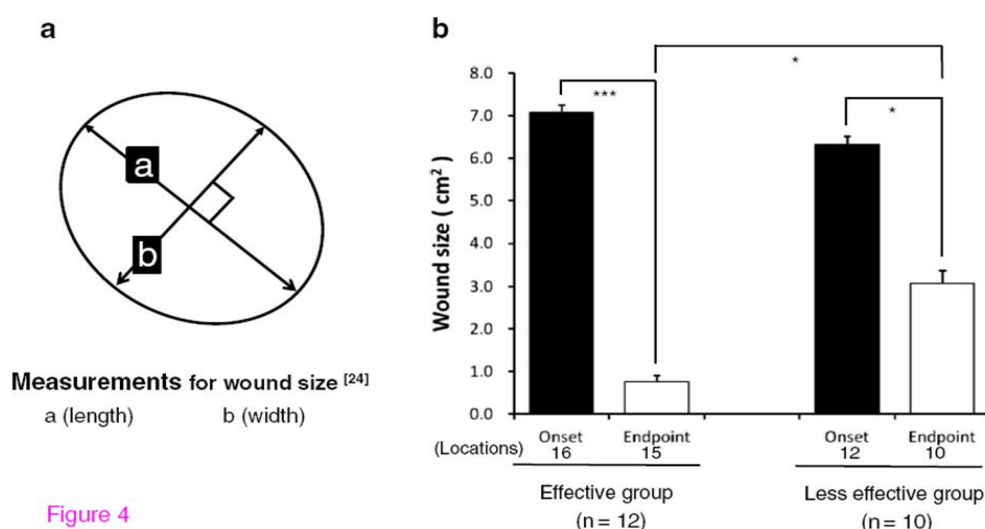 a
a
b
Measurements for wound size [24]
a (length) b (width)
Figure 4
b
Wound size ( cm² )
8.0
7.0
6.0
5.0
4.0
3.0
2.0
1.0
0.0
***
*
*
Onset Endpoint Onset Endpoint
(Locations) 16 15 12 10
Effective group Less effective group
(n = 12) (n = 10)